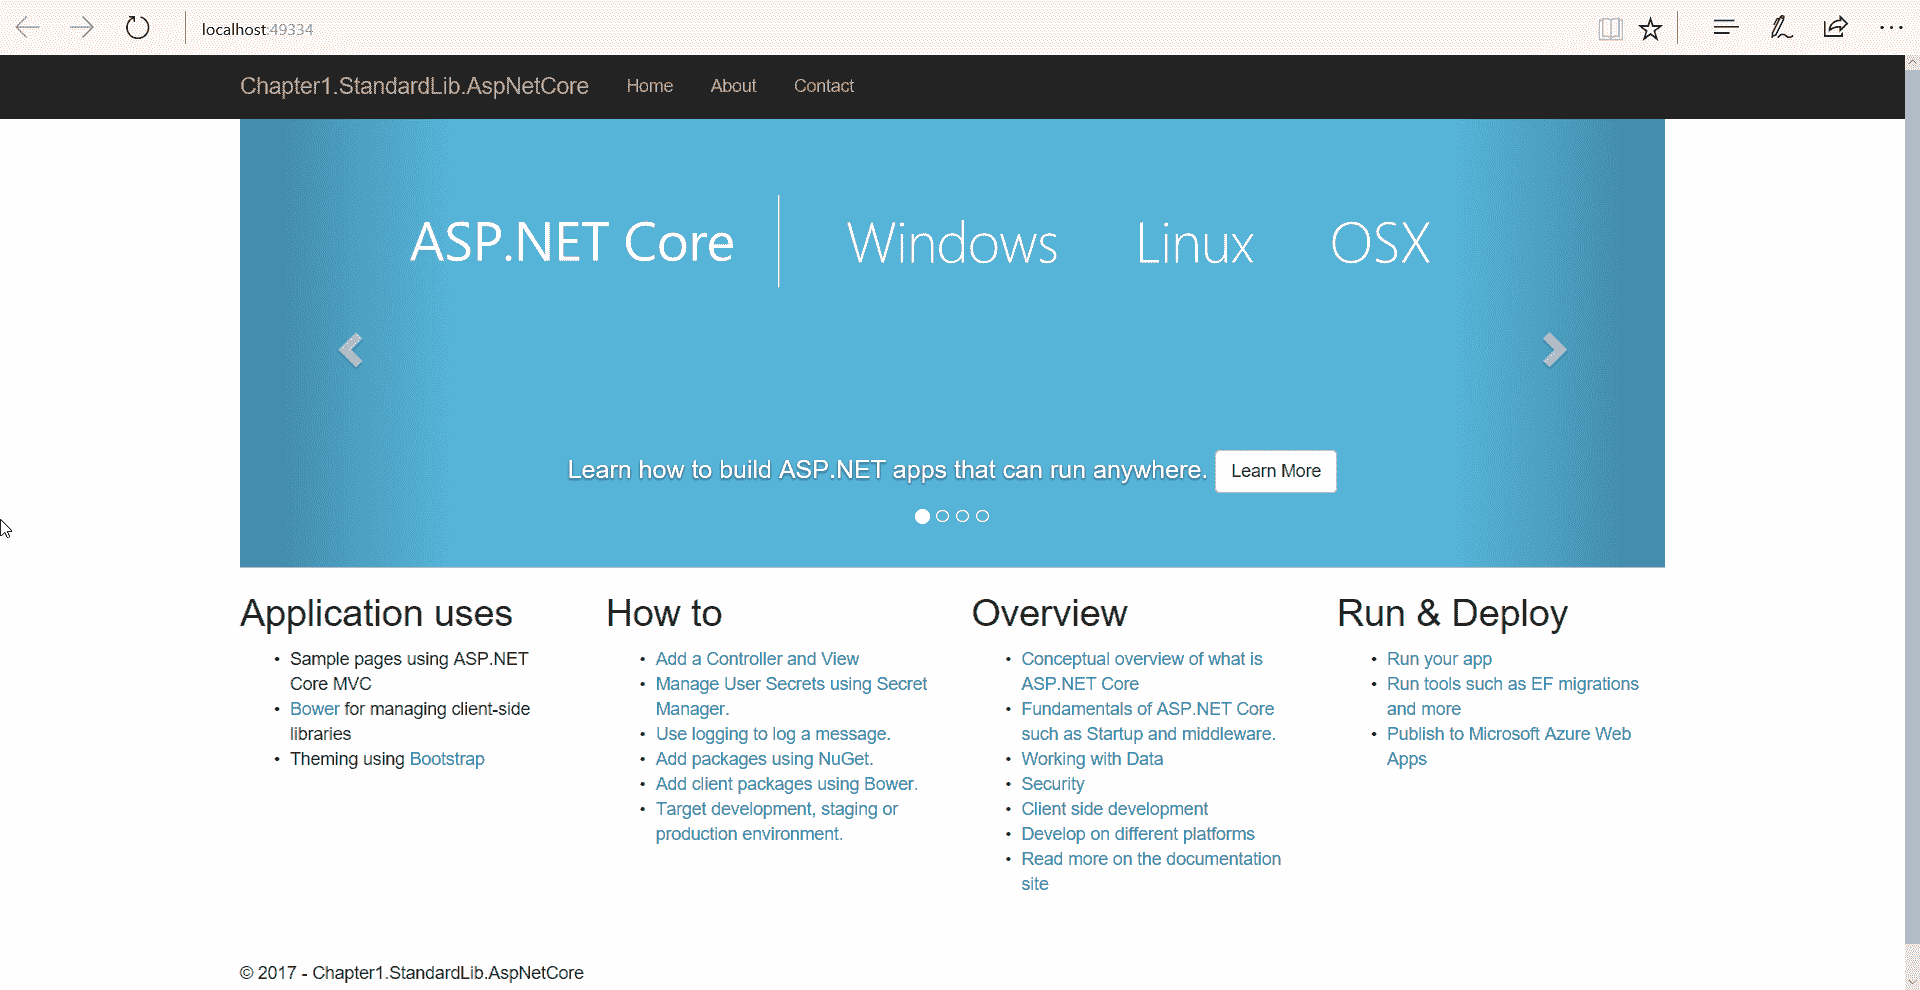 localhost:49334
Chapter1.StandardLib.AspNetCore Home About Contact
ASP.NET Core Windows Linux OSX
Learn how to build ASP.NET apps that can run anywhere. Learn More
Application uses
Sample pages using ASP.NET
Core MVC
Bower for managing client-side
libraries
Theming using Bootstrap
How to
Add a Controller and View
Manage User Secrets using Secret
Manager.
Use logging to log a message.
Add packages using NuGet.
Add client packages using Bower.
Target development, staging or
production environment.
Overview
Conceptual overview of what is
ASP.NET Core
Fundamentals of ASP.NET Core
such as Startup and middleware.
Working with Data
Security
Client side development
Develop on different platforms
Read more on the documentation
site
Run & Deploy
Run your app
Run tools such as EF migrations
and more
Publish to Microsoft Azure Web
Apps
© 2017 - Chapter1.StandardLib.AspNetCore